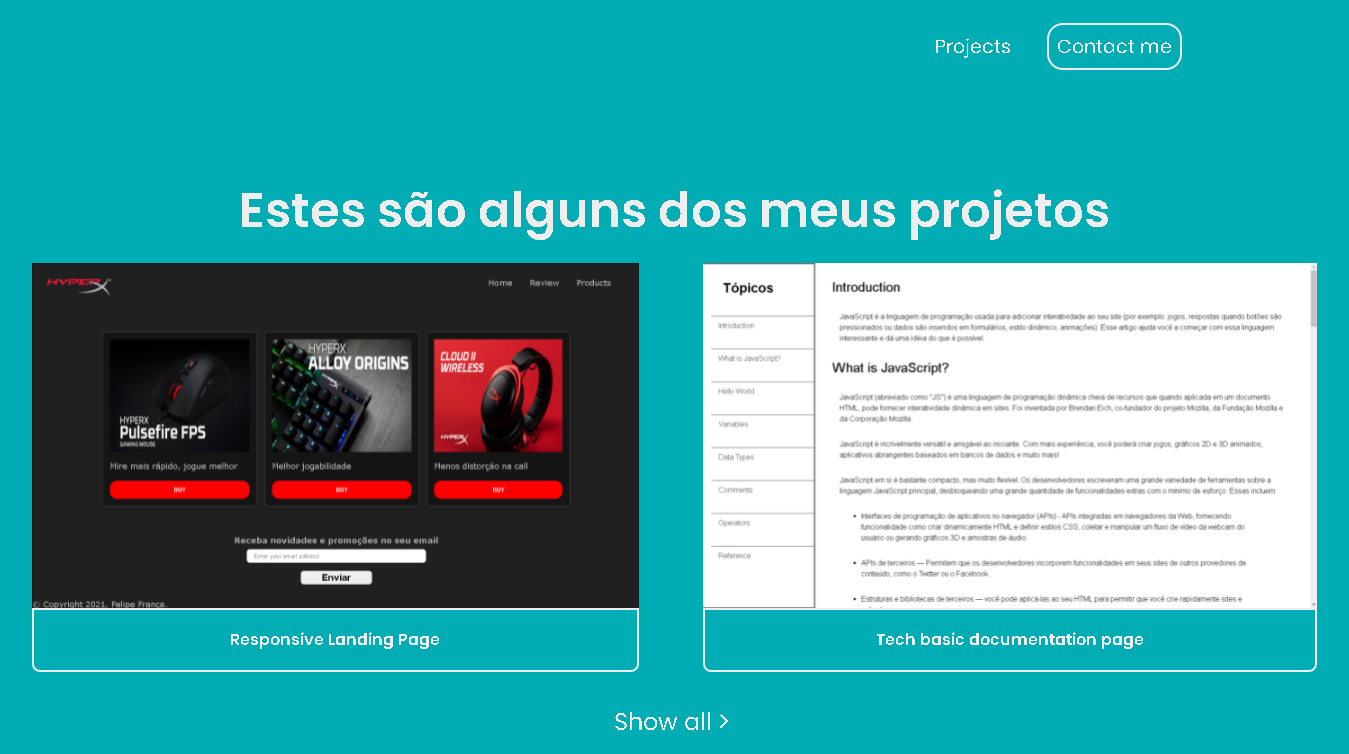 Projects
Contact me
Estes são alguns dos meus projetos
HYPERX
Home
Review
Products
HYPERX
Pulsefire FPS
GAMING MOUSE
Mire mais rápido, jogue melhor
BUY
HYPERX
ALLOY ORIGINS
Melhor jogabilidade
BUY
CLOUD II
WIRELESS
HYPERX
Menos distorção na call
BUY
Receba novidades e promoções no seu email
Enter your email address
Enviar
© Copyright 2021, Felipe França.
Responsive Landing Page
Tópicos
Introduction
What is JavaScript?
Hello World
Variables
Data Types
Comments
Operators
Reference
Introduction
JavaScript é a linguagem de programação usada para adicionar interatividade ao seu site (por exemplo: jogos, respostas quando botões são
pressionados ou dados são inseridos em formulários, estilo dinâmico, animações). Esse artigo ajuda você a começar com essa linguagem
interessante e dá uma idéia do que é possível.
What is JavaScript?
JavaScript (abreviado como "JS") é uma linguagem de programação dinâmica cheia de recursos que quando aplicada em um documento
HTML, pode fornecer interatividade dinâmica em sites. Foi inventada por Brendan Eich, co-fundador do projeto Mozilla, da Fundação Mozilla e
da Corporação Mozilla.
JavaScript é incrivelmente versátil e amigável ao iniciante. Com mais experiência, você poderá criar jogos, gráficos 2D e 3D animados,
aplicativos abrangentes baseados em bancos de dados e muito mais!
JavaScript em si é bastante compacto, mas muito flexível. Os desenvolvedores escreveram uma grande variedade de ferramentas sobre a
linguagem JavaScript principal, desbloqueando uma grande quantidade de funcionalidades extras com o mínimo de esforço. Essas incluem:
• Interfaces de programação de aplicativos no navegador (APIs) - APIs integradas em navegadores da Web, fornecendo
funcionalidade como criar dinamicamente HTML e definir estilos CSS, coletar e manipular um fluxo de vídeo da webcam do
usuário ou gerando gráficos 3D e amostras de áudio.
• APIs de terceiros — Permitem que os desenvolvedores incorporem funcionalidades em seus sites de outros provedores de
conteúdo, como o Twitter ou o Facebook.
• Estruturas e bibliotecas de terceiros — você pode aplicá-las ao seu HTML para permitir que você crie rapidamente sites e
Tech basic documentation page
Show all >